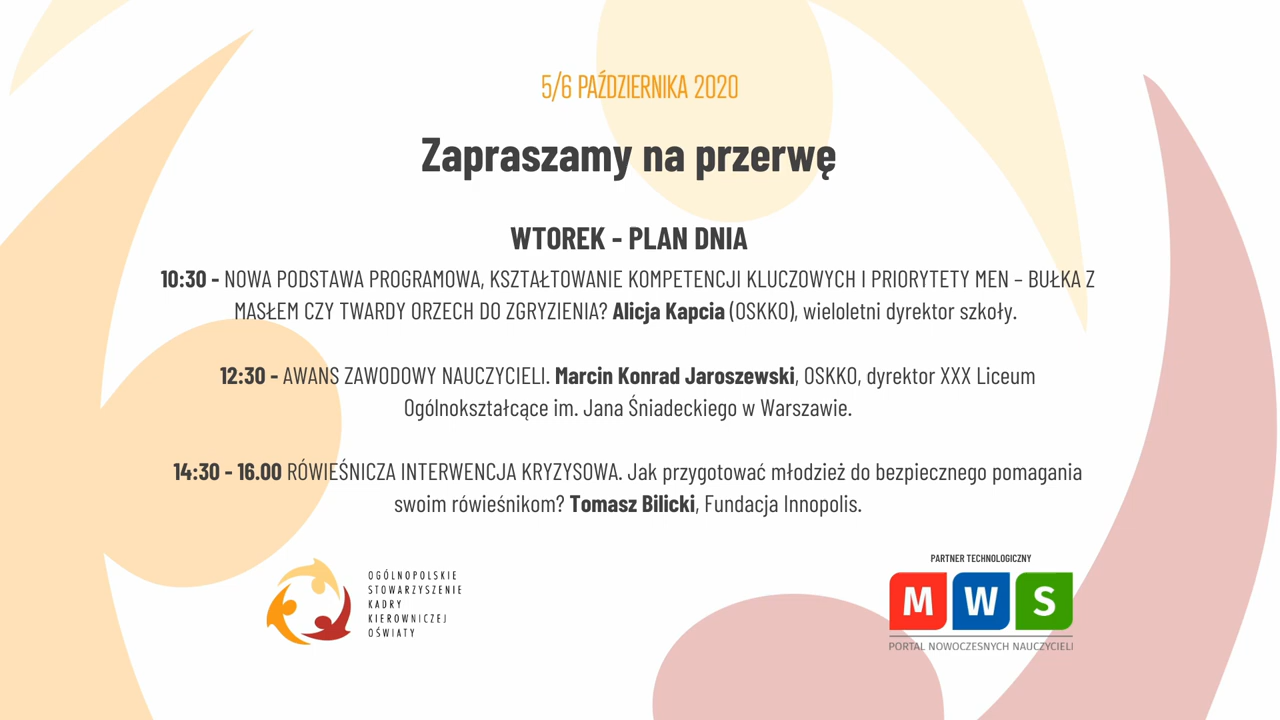 5/6 PAŹDZIERNIKA 2020
Zapraszamy na przerwę
WTOREK - PLAN DNIA
10:30 - NOWA PODSTAWA PROGRAMOWA, KSZTAŁTOWANIE KOMPETENCJI KLUCZOWYCH I PRIORYTETY MEN – BUŁKA Z
MASŁEM CZY TWARDY ORZECH DO ZGRYZIENIA? Alicja Kapcia (OSKKO), wieloletni dyrektor szkoły.
12:30 - AWANS ZAWODOWY NAUCZYCIELI. Marcin Konrad Jaroszewski, OSKKO, dyrektor XXX Liceum
Ogólnokształcące im. Jana Śniadeckiego w Warszawie.
14:30 - 16.00 RÓWIEŚNICZA INTERWENCJA KRYZYSOWA. Jak przygotować młodzież do bezpiecznego pomagania
swoim rówieśnikom? Tomasz Bilicki, Fundacja Innopolis.
OGÓLNOPOLSKIE
STOWARZYSZENIE
KADRY
KIEROWNICZEJ
OŚWIATY
PARTNER TECHNOLOGICZNY
M W S
PORTAL NOWOCZESNYCH NAUCZYCIELI